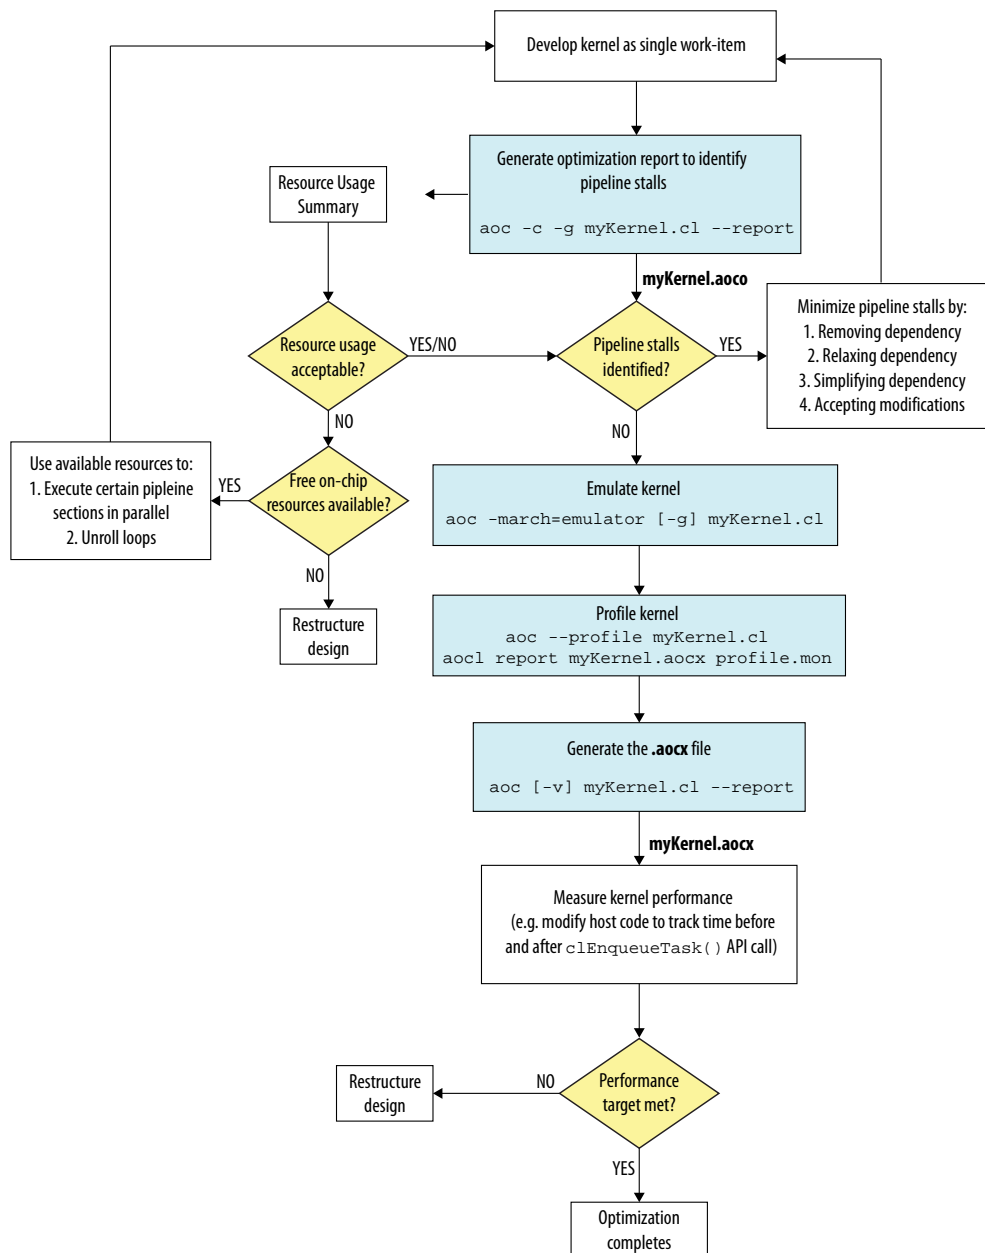 Develop kernel as single work-item
Generate optimization report to identify
pipeline stalls
aoc -c -g myKernel.cl --report
Resource Usage
Summary
myKernel.aoco
Resource usage
acceptable?
YES/NO
Pipeline stalls
identified?
YES
Minimize pipeline stalls by:
1. Removing dependency
2. Relaxing dependency
3. Simplifying dependency
4. Accepting modifications
NO
NO
Use available resources to:
1. Execute certain pipleine
sections in parallel
2. Unroll loops
YES
Free on-chip
resources available?
NO
Restructure
design
Emulate kernel
aoc -march=emulator [-g] myKernel.cl
Profile kernel
aoc --profile myKernel.cl
aocl report myKernel.aocx profile.mon
Generate the .aocx file
aoc [-v] myKernel.cl --report
myKernel.aocx
Measure kernel performance
(e.g. modify host code to track time before
and after clEnqueueTask() API call)
Performance
target met?
NO
Restructure
design
YES
Optimization
completes